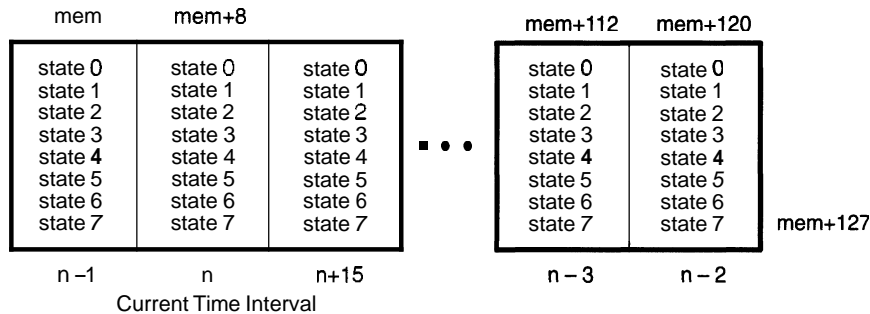 mem mem+8 mem+112 mem+120
state 0 state 0 state 0 state 0 state 0
state 1 state 1 state 1 state 1 state 1
state 2 state 2 state 2 state 2 state 2
state 3 state 3 state 3 state 3 state 3
state 4 state 4 state 4 state 4 state 4
state 5 state 5 state 5 state 5 state 5
state 6 state 6 state 6 state 6 state 6
state 7 state 7 state 7 state 7 state 7
mem+127
n –1 n n+15 n – 3 n – 2
Current Time Interval